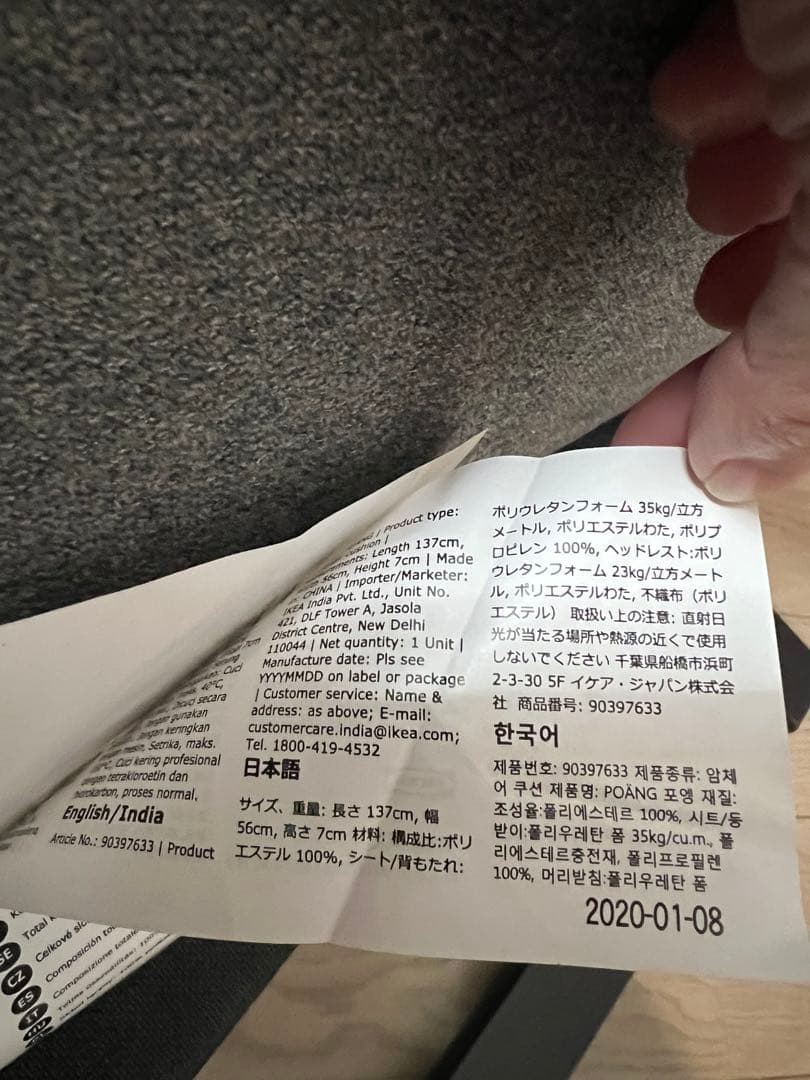 English/India
Article No.: 90397633 | Product
| Product type:
Length 137cm,
56cm, Height 7cm | Made
in, CHINA | Importer/Marketer:
IKEA India Pvt. Ltd., Unit No.
421, DLF Tower A, Jasola
District Centre, New Delhi
110044 | Net quantity: 1 Unit |
Manufacture date: Pls see
YYYYMMDD on label or package
| Customer service: Name &
address: as above; E-mail:
customercare.india@ikea.com;
Tel. 1800-419-4532
日本語
サイズ、重量: 長さ 137cm, 幅
56cm, 高さ 7cm 材料: 構成比:ポリ
エステル 100%, シート/背もたれ:
ポリウレタンフォーム 35kg/立方
メートル, ポリエステルわた, ポリプ
ロピレン 100%, ヘッドレスト:ポリ
ウレタンフォーム 23kg/立方メート
ル, ポリエステルわた, 不織布（ポリ
エステル） 取扱い上の注意: 直射日
光が当たる場所や熱源の近くで使用
しないでください 千葉県船橋市浜町
2-3-30 5F イケア・ジャパン株式会
社 商品番号: 90397633
한국어
제품번호: 90397633 제품종류: 암체
어 쿠션 제품명: POÄNG 포엥 재질:
조성율:폴리에스테르 100%, 시트/등
받이:폴리우레탄 폼 35kg/cu.m., 폴
리에스테르충전재, 폴리프로필렌
100%, 머리받침:폴리우레탄 폼
2020-01-08
40°C,
Dicuci secara
gunakan
keringkan
Setrika, maks.
Cuci kering profesional
dengan tetrakloroetin dan
hidrokarbon, proses normal.
SE Total
CZ Celkové
ES Composición
IT Composizione
HU